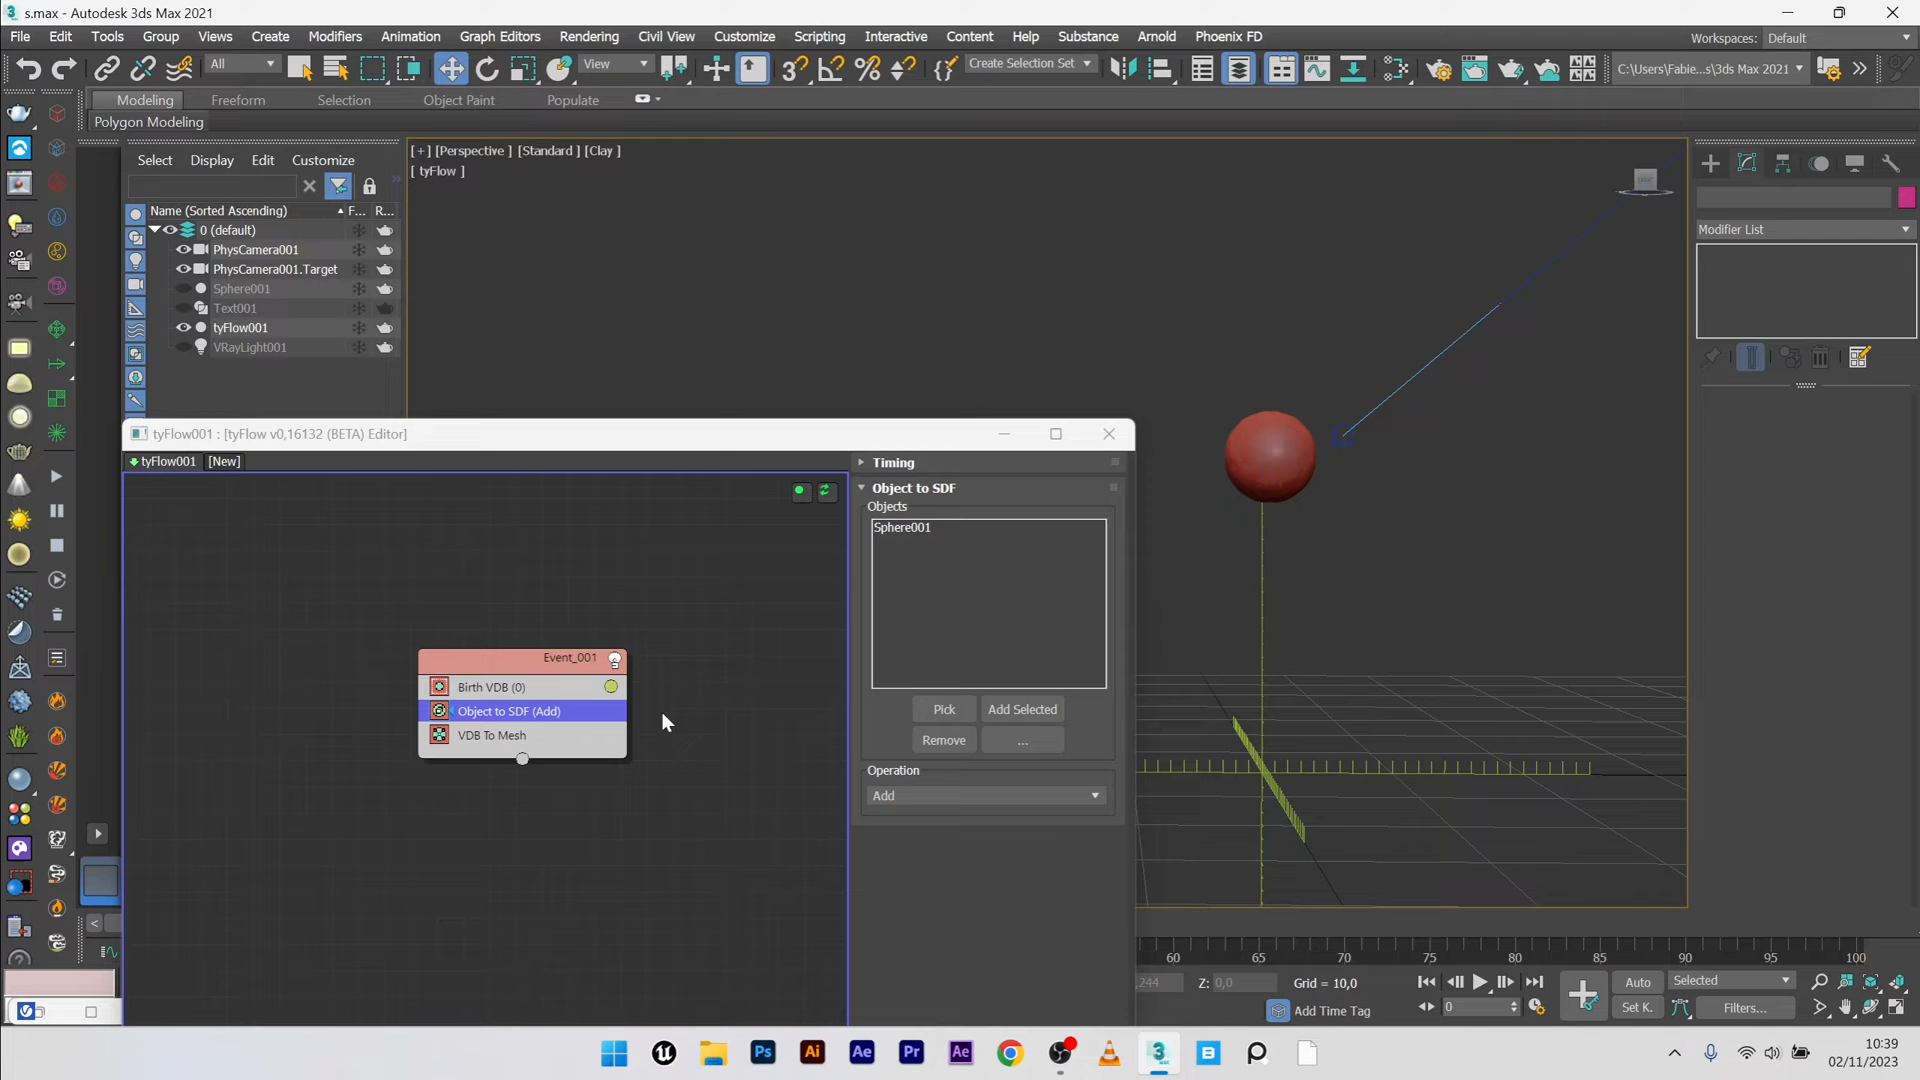 s.max - Autodesk 3ds Max 2021
File Edit Tools Group Views Create Modifiers Animation Graph Editors Rendering Civil View Customize Scripting Interactive Content Help Substance Arnold Phoenix FD
Workspaces: Default
All View Create Selection Set C:\Users\Fabie...s\3ds Max 2021
Modeling Freeform Selection Object Paint Populate
Polygon Modeling
Select Display Edit Customize
[+] [Perspective ] [Standard ] [Clay ]
[ tyFlow ]
Name (Sorted Ascending) F... R...
0 (default)
PhysCamera001
PhysCamera001.Target
Sphere001
Text001
tyFlow001
VRayLight001
Modifier List
tyFlow001 : [tyFlow v0,16132 (BETA) Editor]
tyFlow001 [New]
Timing
Object to SDF
Objects
Sphere001
Event_001
Birth VDB (0)
Object to SDF (Add)
VDB To Mesh
Pick Add Selected
Remove ...
Operation
Add
60 65 70 75 80 85 90 95 100
,244 Z: 0,0 Grid = 10,0
Add Time Tag
Auto Selected
Set K. Filters...
0
Ps Ai Ae Pr Ae
10:39
02/11/2023